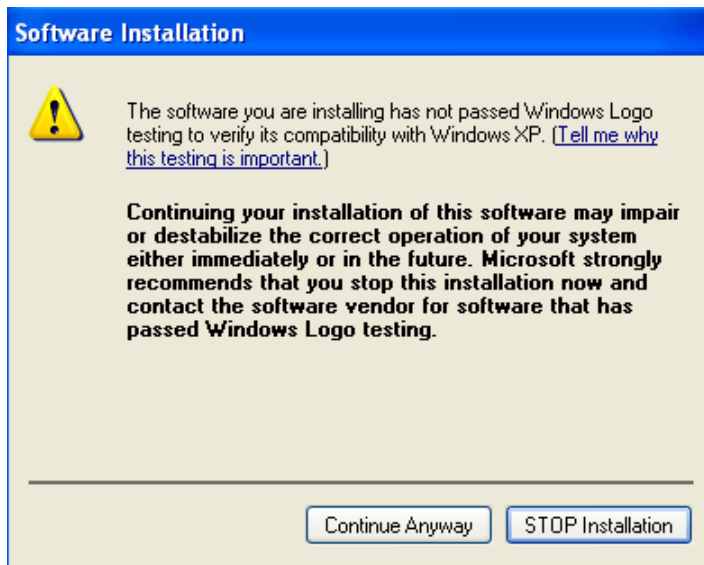 Software Installation
The software you are installing has not passed Windows Logo
testing to verify its compatibility with Windows XP. (Tell me why
this testing is important.)
Continuing your installation of this software may impair
or destabilize the correct operation of your system
either immediately or in the future. Microsoft strongly
recommends that you stop this installation now and
contact the software vendor for software that has
passed Windows Logo testing.
Continue Anyway
STOP Installation